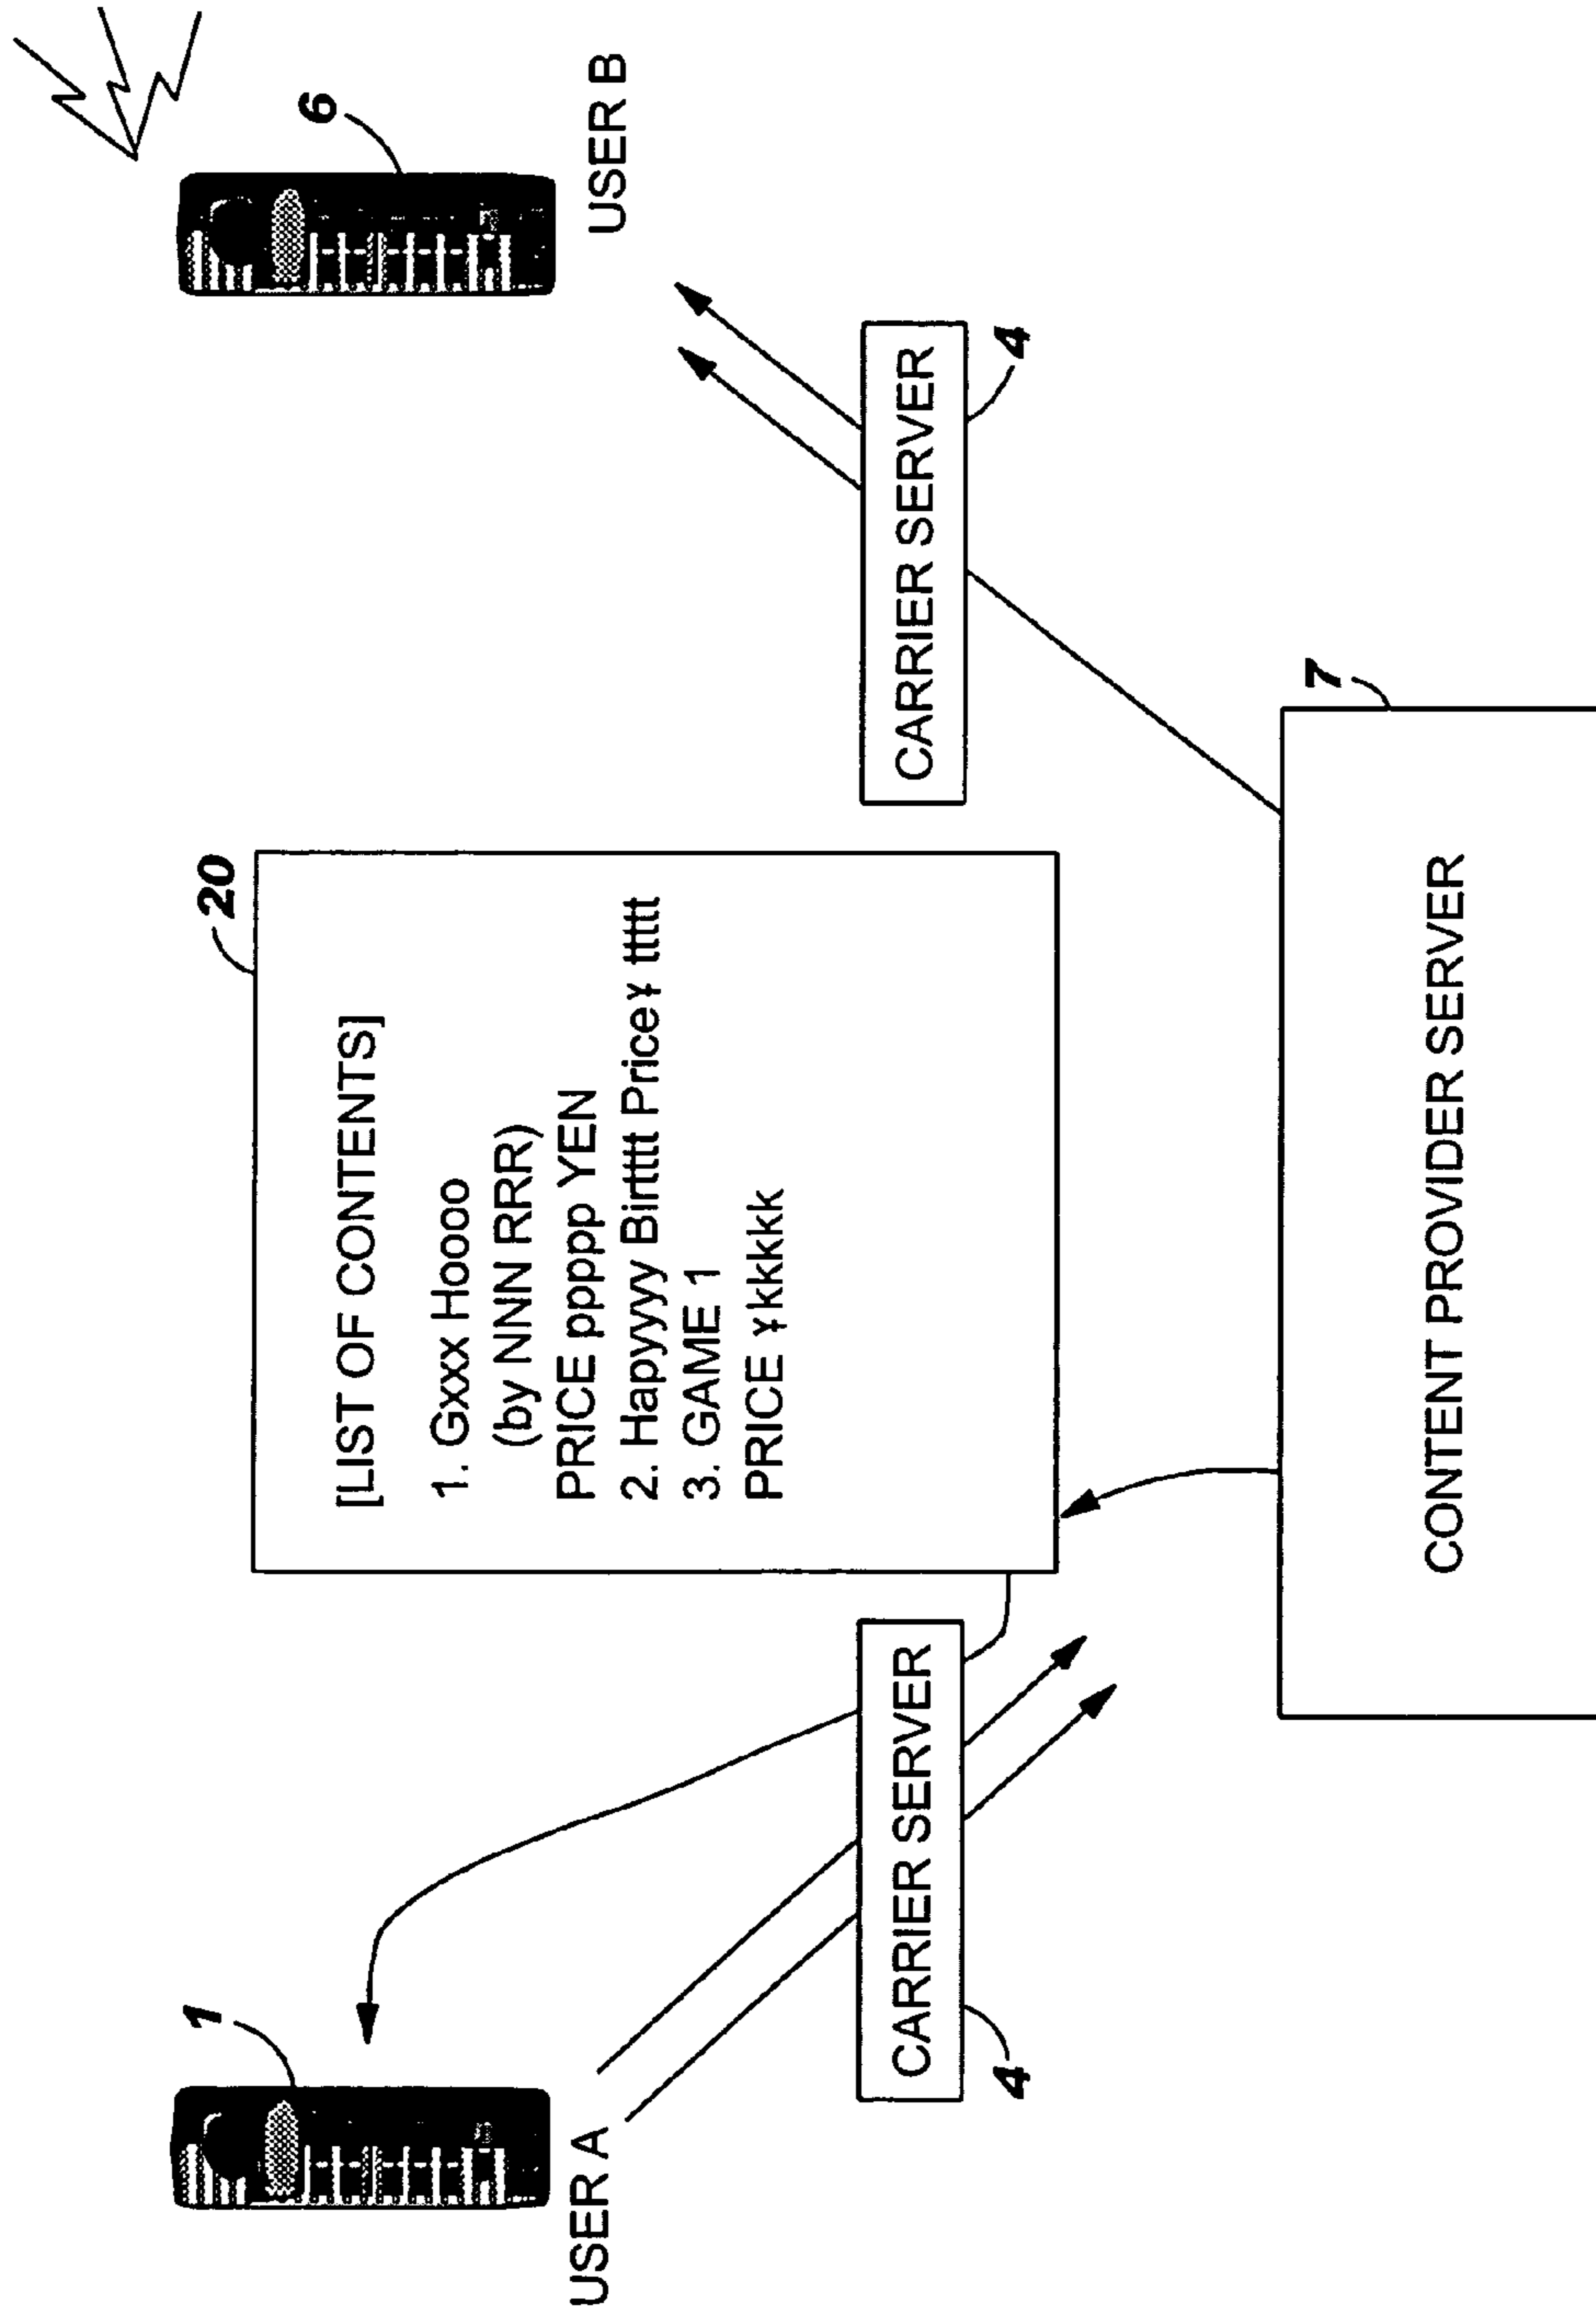 1
USER A
6
USER B
20
[LIST OF CONTENTS]
1. Gxxx Hoooo
(by NNN RRR)
PRICE ppppp YEN
2. Hapyyyy Birtttt Price¥ ttttt
3. GAME 1
PRICE ¥kkkkk
CARRIER SERVER
4
CARRIER SERVER
4
7
CONTENT PROVIDER SERVER